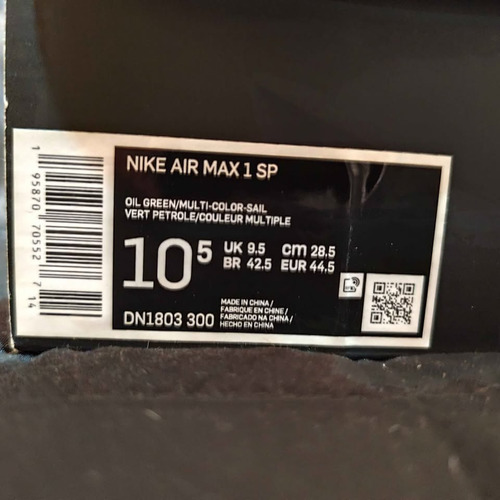 NIKE AIR MAX 1 SP
OIL GREEN/MULTI-COLOR-SAIL
VERT PETROLE/COULEUR MULTIPLE
10 5 UK 9.5 cm 28.5
BR 42.5 EUR 44.5
MADE IN CHINA /
FABRIQUE EN CHINE /
FABRICADO NA CHINA /
HECHO EN CHINA
DN1803 300
1 95870 70552 7 14